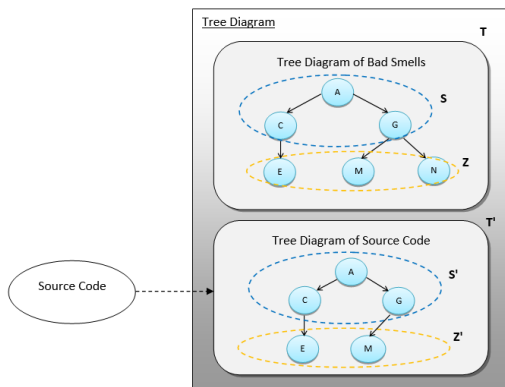 Tree Diagram
T
Tree Diagram of Bad Smells
A
S
C
G
Z
E
M
N
T'
Tree Diagram of Source Code
A
S'
Source Code
C
G
Z'
E
M